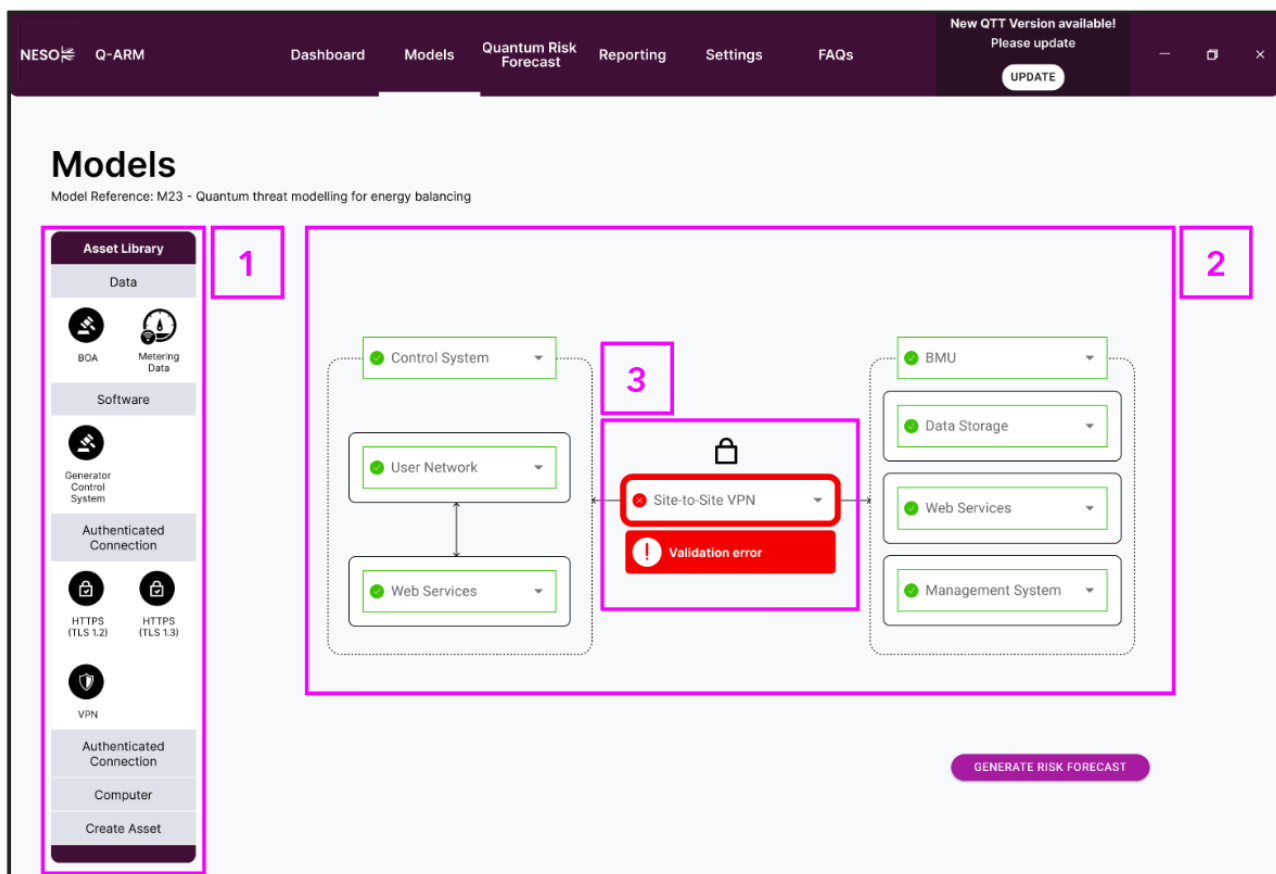 NESO Q-ARM Dashboard Models Quantum Risk Forecast Reporting Settings FAQs
New QTT Version available!
Please update
UPDATE
Models
Model Reference: M23 - Quantum threat modelling for energy balancing
Asset Library
Data
BOA
Metering
Data
Software
Generator
Control
System
Authenticated
Connection
HTTPS
(TLS 1.2)
HTTPS
(TLS 1.3)
VPN
Authenticated
Connection
Computer
Create Asset
1
2
Control System
User Network
Web Services
3
Site-to-Site VPN
! Validation error
BMU
Data Storage
Web Services
Management System
GENERATE RISK FORECAST